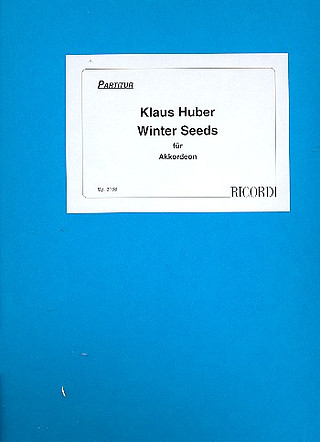 PARTITUR
Klaus Huber
Winter Seeds
für
Akkordeon
RICORDI